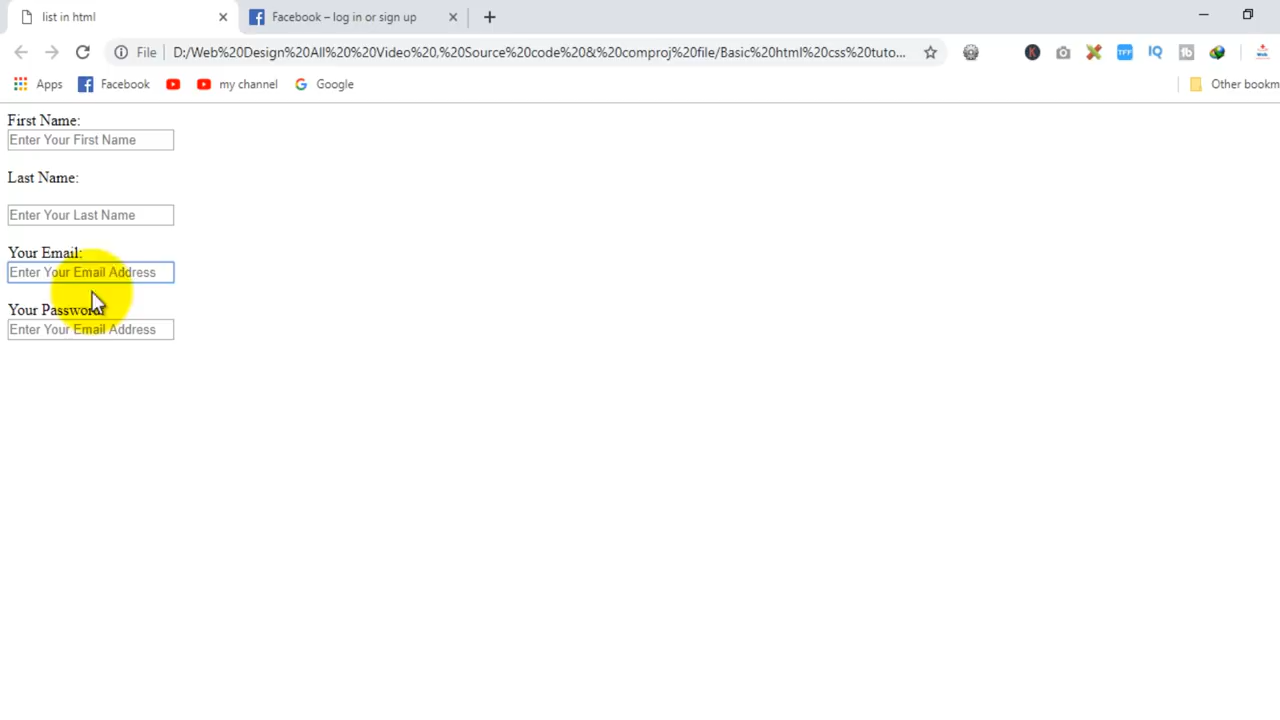 list in html
Facebook – log in or sign up
File
D:/Web%20Design%20All%20%20Video%20,%20Source%20code%20&%20comproj%20file/Basic%20html%20css%20tuto...
K
TFF
IQ
Apps
Facebook
my channel
Google
Other bookm
First Name:
Enter Your First Name
Last Name:
Enter Your Last Name
Your Email:
Enter Your Email Address
Your Password
Enter Your Email Address